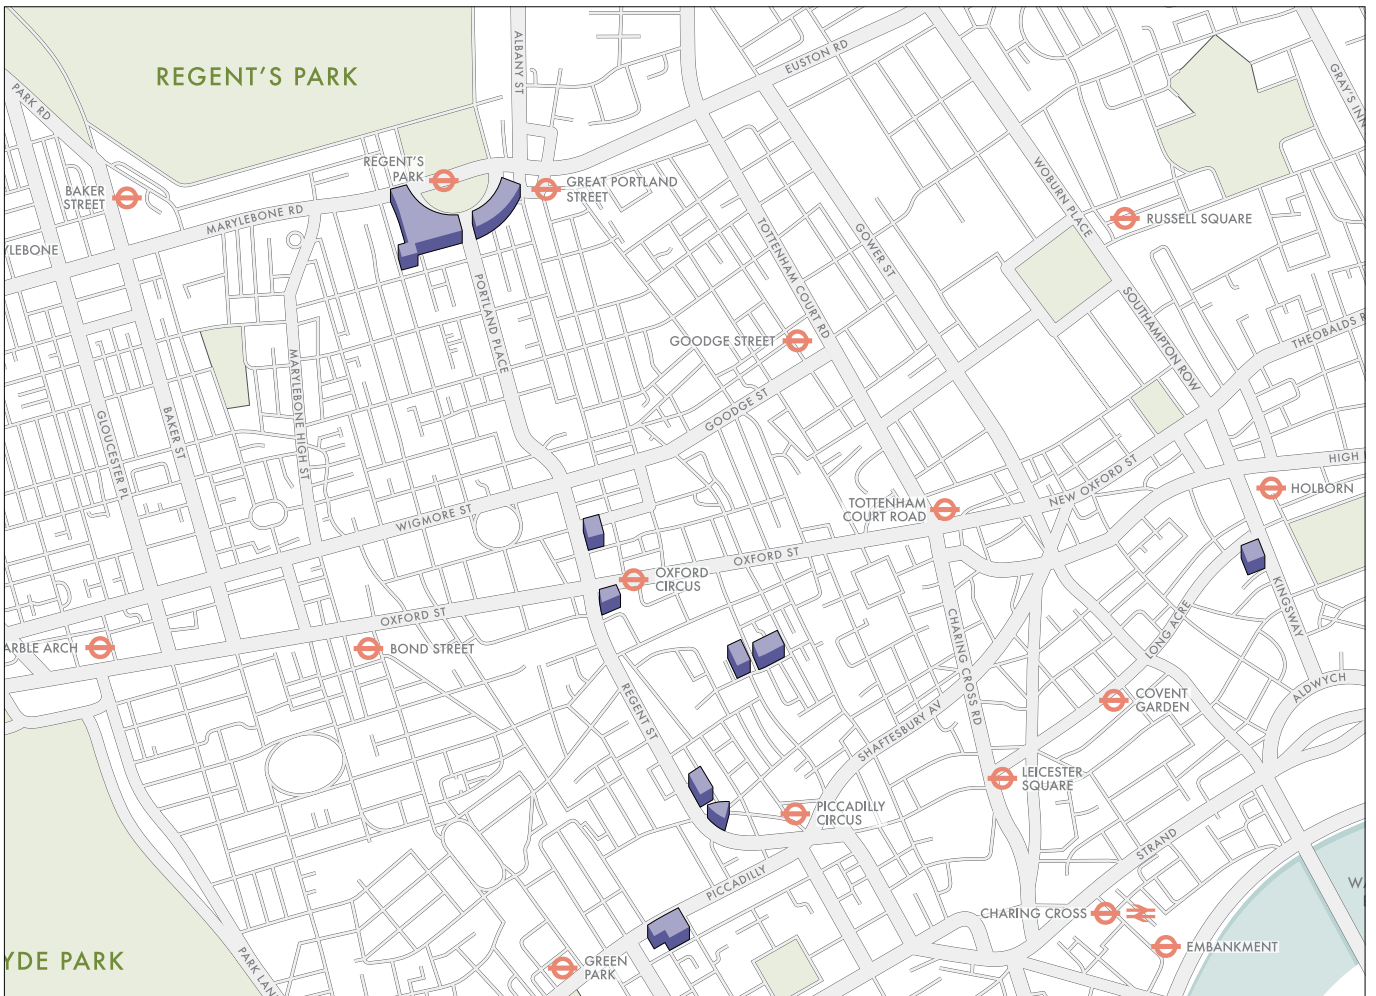 ALBANY ST
EUSTON RD
REGENT'S PARK
GRAY'S INN
PARK RD
REGENT'S
PARK
BAKER
STREET
GREAT PORTLAND
STREET
WOBURN PLACE
RUSSELL SQUARE
MARYLEBONE RD
YLEBONE
TOTTENHAM COURT RD
GOWER ST
PORTLAND PLACE
SOUTHAMPTON ROW
THEOBALDS R
GOODGE STREET
MARYLEBONE HIGH ST
GLOUCESTER PL
BAKER ST
GOODGE ST
NEW OXFORD ST
HIGH
HOLBORN
TOTTENHAM
COURT ROAD
WIGMORE ST
OXFORD ST
OXFORD
CIRCUS
KINGSWAY
OXFORD ST
LONG ACRE
CHARING CROSS RD
ARBLE ARCH
BOND STREET
ALDWYCH
REGENT ST
COVENT
GARDEN
SHAFTESBURY AV
LEICESTER
SQUARE
PICCADILLY
CIRCUS
STRAND
PICCADILLY
WA
CHARING CROSS
EMBANKMENT
YDE PARK
PARK LAN
GREEN
PARK